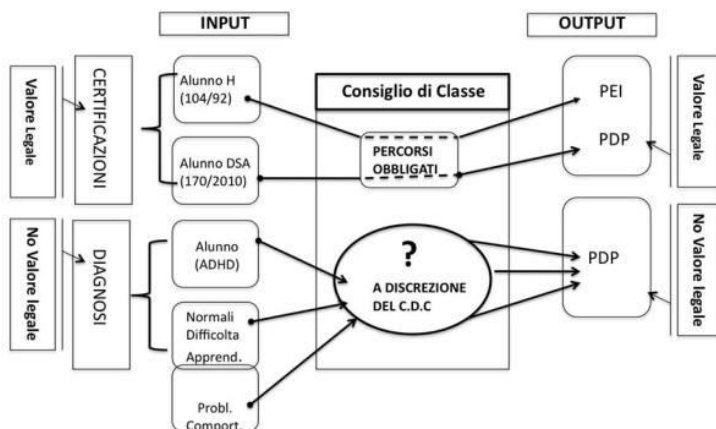 INPUT
OUTPUT
Valore Legale
CERTIFICAZIONI
Alunno H
(104/92)
Alunno DSA
(170/2010)
Consiglio di Classe
PERCORSI
OBBLIGATI
PEI
PDP
Valore Legale
No Valore legale
DIAGNOSI
Alunno
(ADHD)
Normali
Difficolta
Apprend.
Probl.
Comport.
?
A DISCREZIONE
DEL C.D.C
PDP
No Valore legale